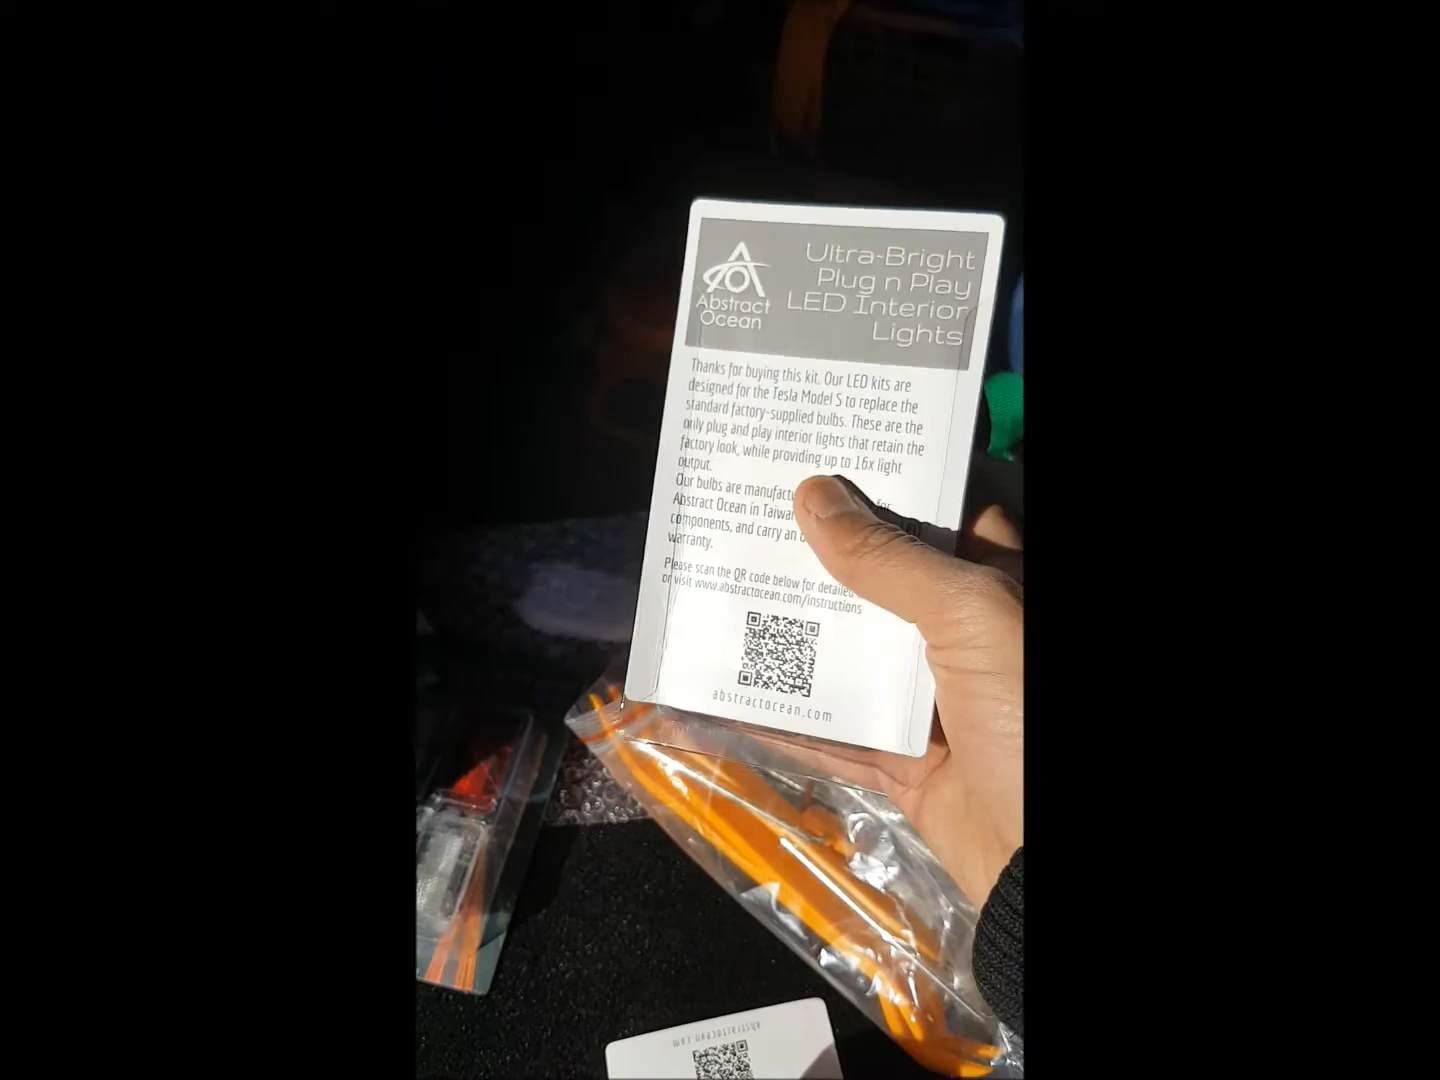 Abstract
Ocean
Ultra-Bright
Plug n Play
LED Interior
Lights
Thanks for buying this kit. Our LED kits are
designed for the Tesla Model S to replace the
standard factory-supplied bulbs. These are the
only plug and play interior lights that retain the
factory look, while providing up to 16x light
output.
Our bulbs are for
Abstract Ocean in
components, and carry an
warranty.
Please scan the QR code below for detailed
or visit www.abstractocean.com/instructions
abstractocean.com
abstractocean.com